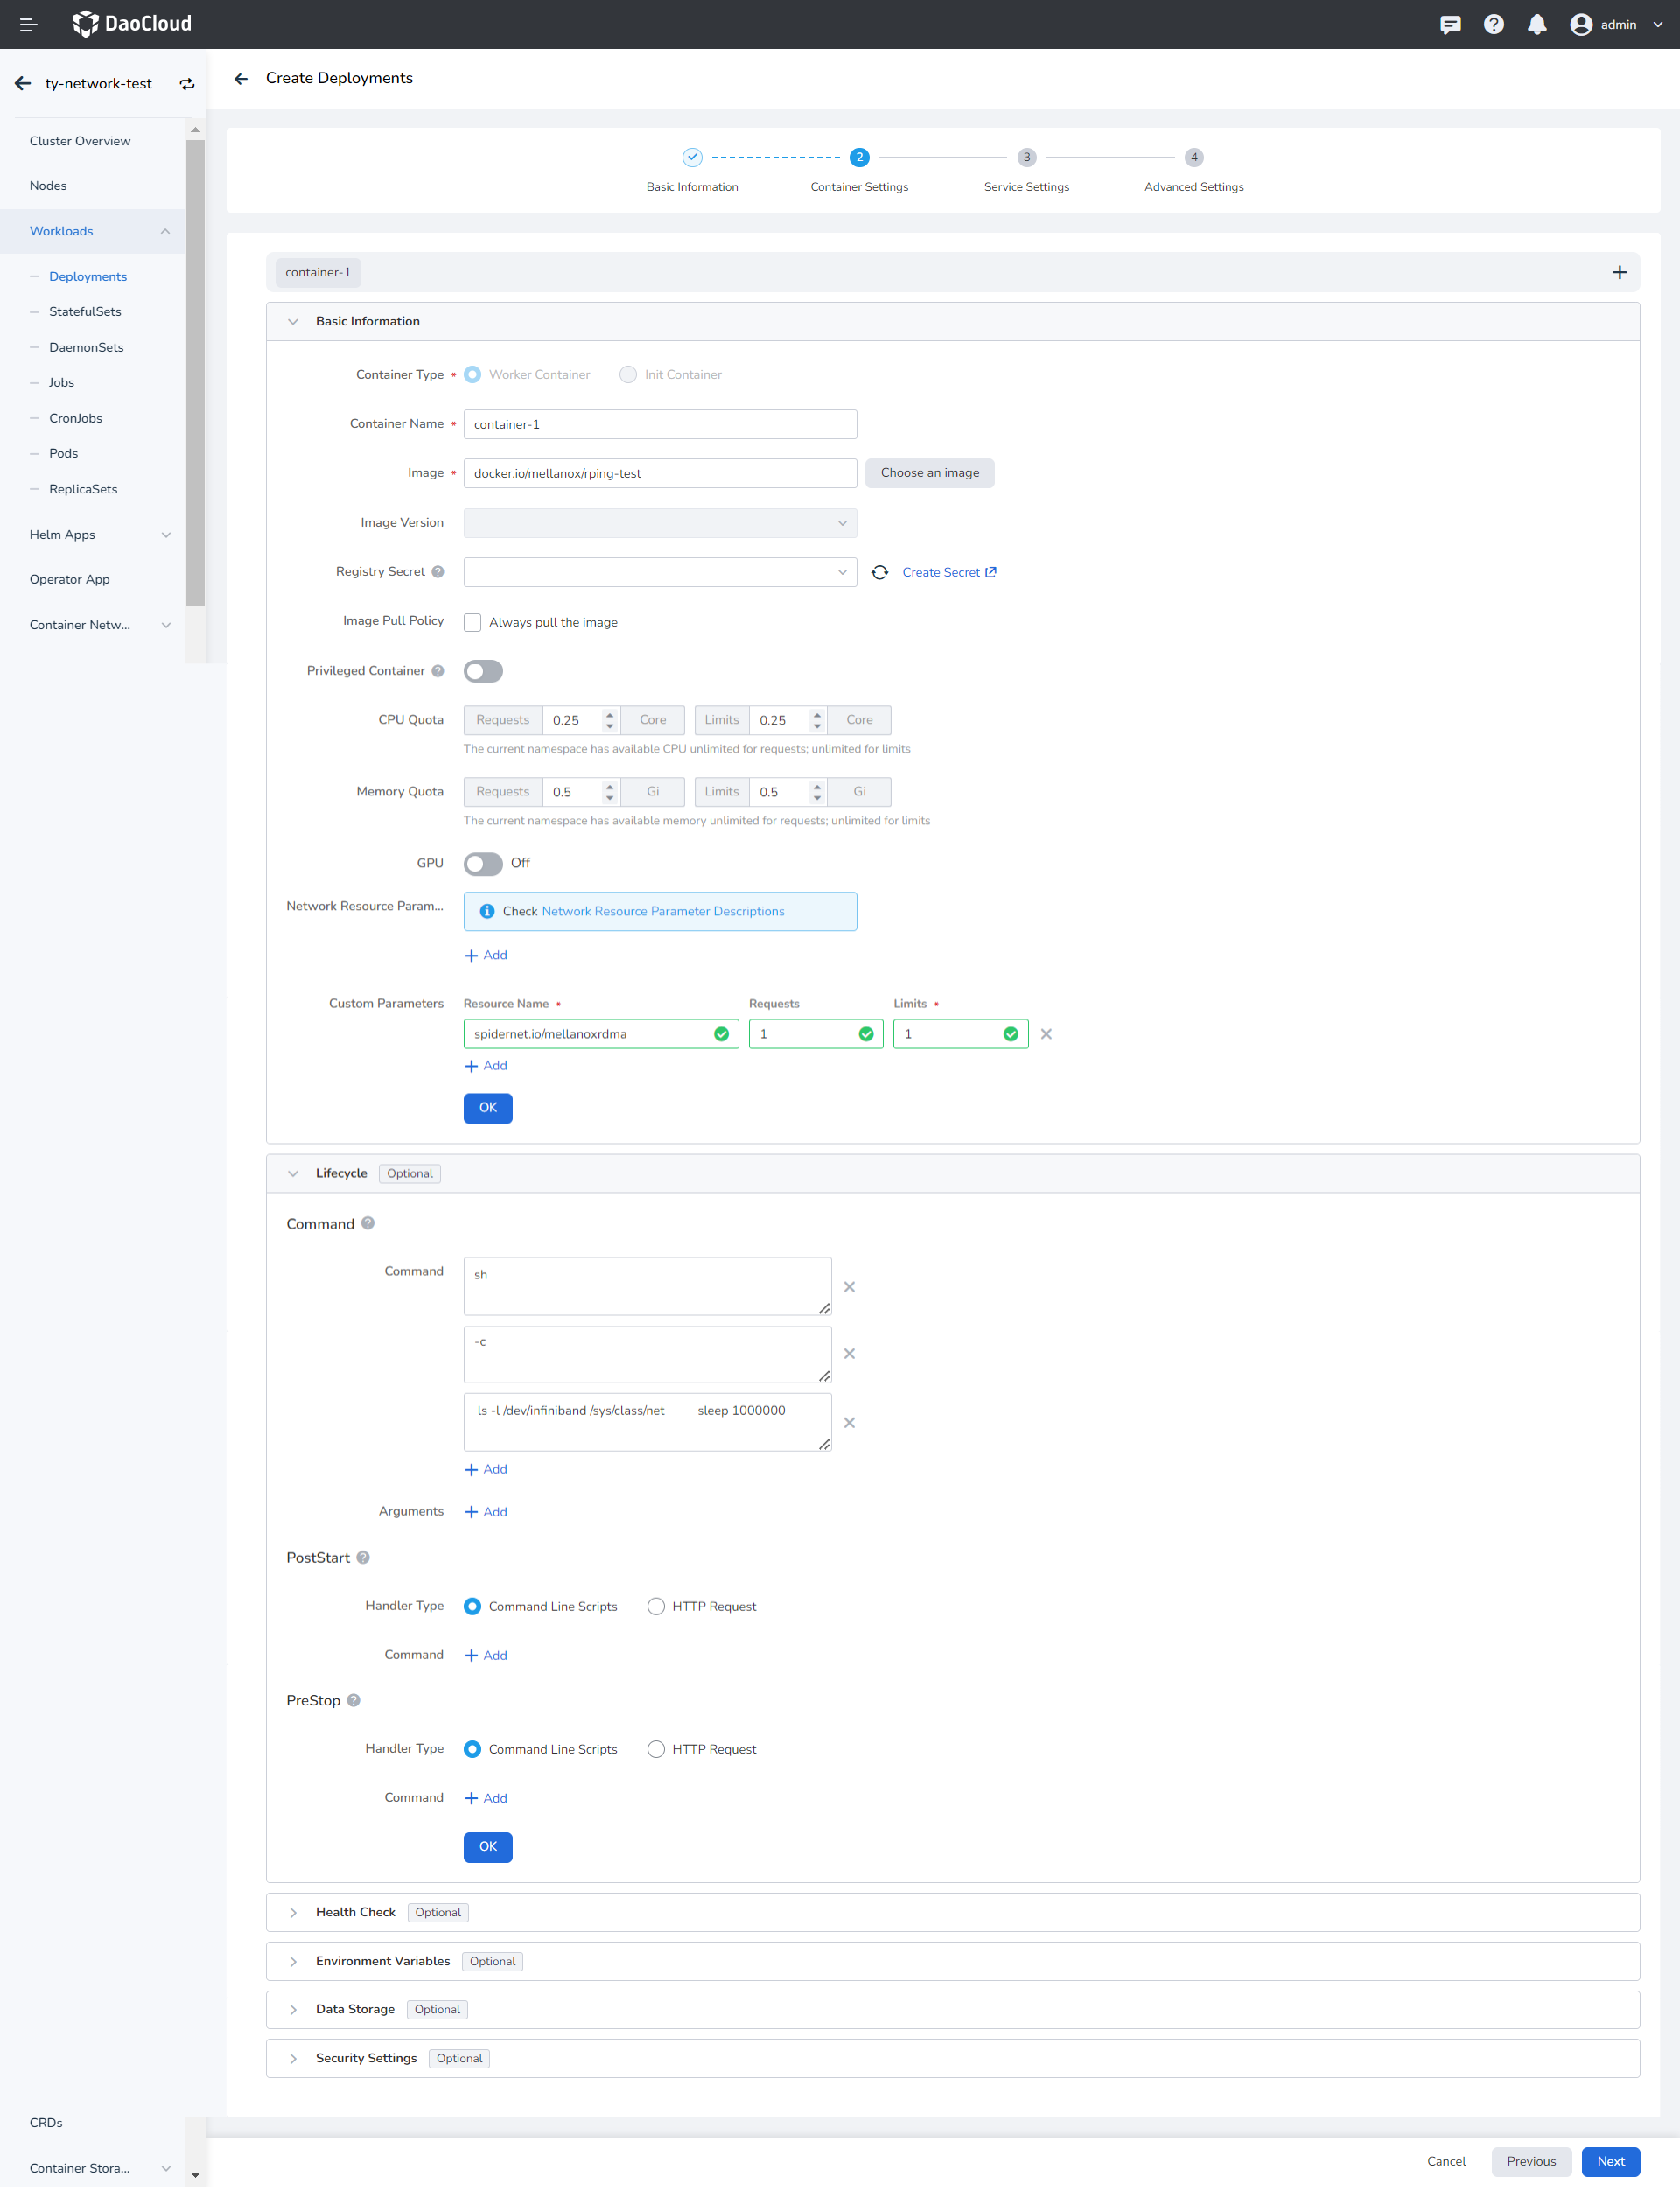 DaoCloud
admin
ty-network-test
Create Deployments
Cluster Overview
Nodes
Workloads
Deployments
StatefulSets
DaemonSets
Jobs
CronJobs
Pods
ReplicaSets
Helm Apps
Operator App
Container Netw...
CRDs
Container Stora...
2
3
4
Basic Information
Container Settings
Service Settings
Advanced Settings
container-1
Basic Information
Container Type * Worker Container Init Container
Container Name * container-1
Image * docker.io/mellanox/rping-test Choose an image
Image Version
Registry Secret Create Secret
Image Pull Policy Always pull the image
Privileged Container
CPU Quota Requests 0.25 Core Limits 0.25 Core
The current namespace has available CPU unlimited for requests; unlimited for limits
Memory Quota Requests 0.5 Gi Limits 0.5 Gi
The current namespace has available memory unlimited for requests; unlimited for limits
GPU Off
Network Resource Param... Check Network Resource Parameter Descriptions
Add
Custom Parameters Resource Name * Requests Limits *
spidernet.io/mellanoxrdma 1 1
Add
OK
Lifecycle Optional
Command
Command sh
-c
ls -l /dev/infiniband /sys/class/net sleep 1000000
Add
Arguments Add
PostStart
Handler Type Command Line Scripts HTTP Request
Command Add
PreStop
Handler Type Command Line Scripts HTTP Request
Command Add
OK
Health Check Optional
Environment Variables Optional
Data Storage Optional
Security Settings Optional
Cancel Previous Next